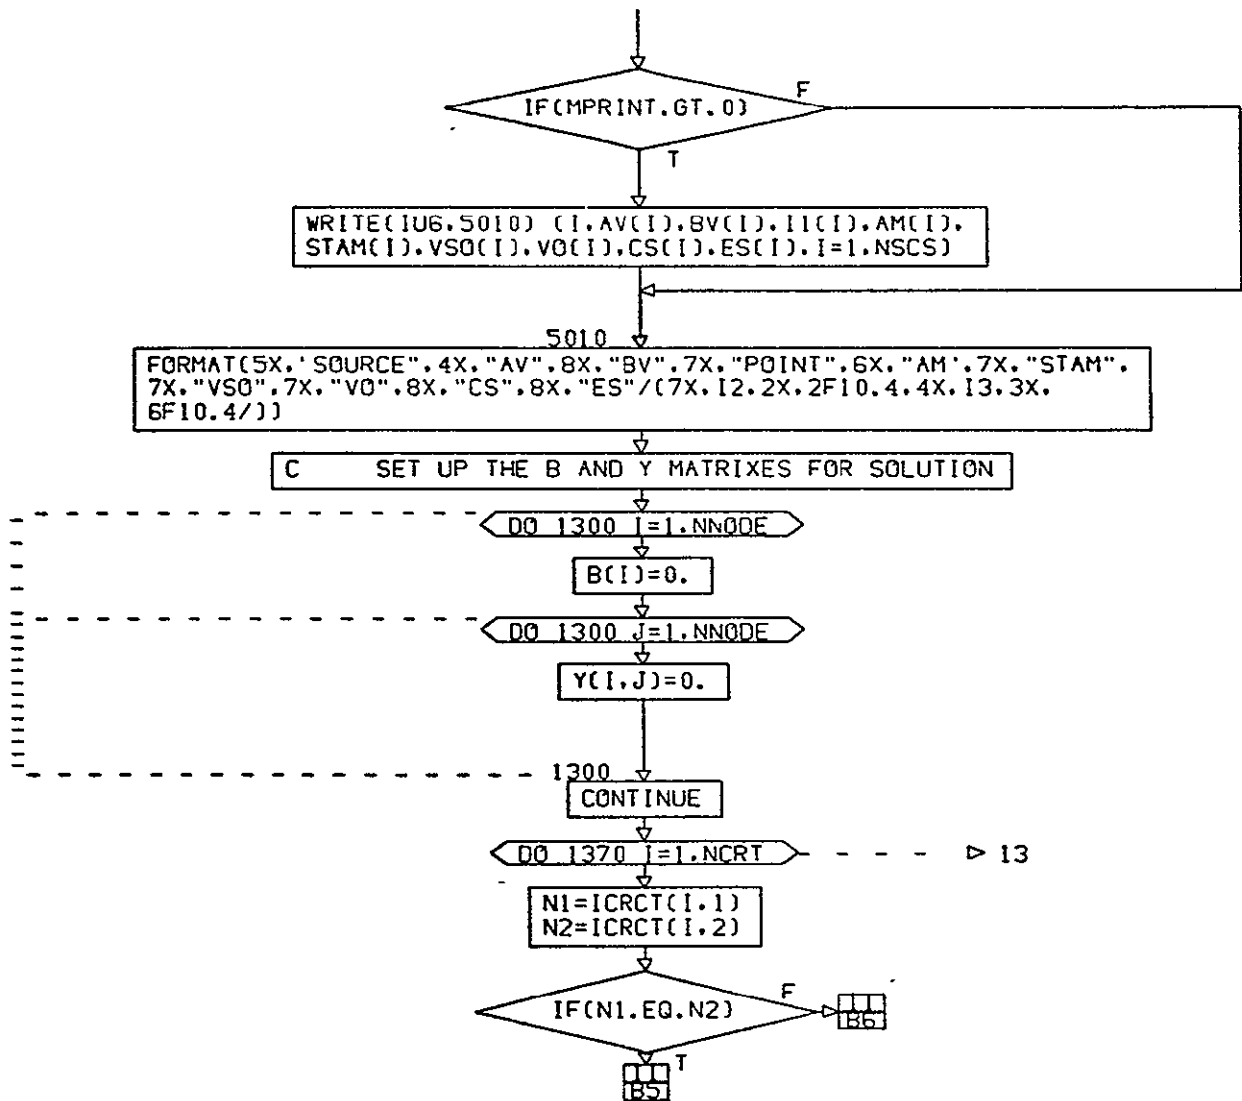 F
IF(MPRINT.GT.0)
T
WRITE(IU6.5010) (I.AV(I).BV(I).I1(I).AM(I).
STAM(I).VSO(I).VO(I).CS(I).ES(I).I=1.NSCS)
5010
FORMAT(5X.'SOURCE".4X."AV".8X."BV".7X."POINT".6X."AM'.7X."STAM".
7X."VSO".7X."VO".8X."CS".8X."ES"/(7X.I2.2X.2F10.4.4X.I3.3X.
6F10.4/))
C SET UP THE B AND Y MATRIXES FOR SOLUTION
DO 1300 I=1.NNODE
B(I)=0.
DO 1300 J=1.NNODE
Y(I.J)=0.
1300
CONTINUE
DO 1370 I=1.NCRT
I3
N1=ICRCT(I.1)
N2=ICRCT(I.2)
F
IF(N1.EQ.N2)
B6
T
B5